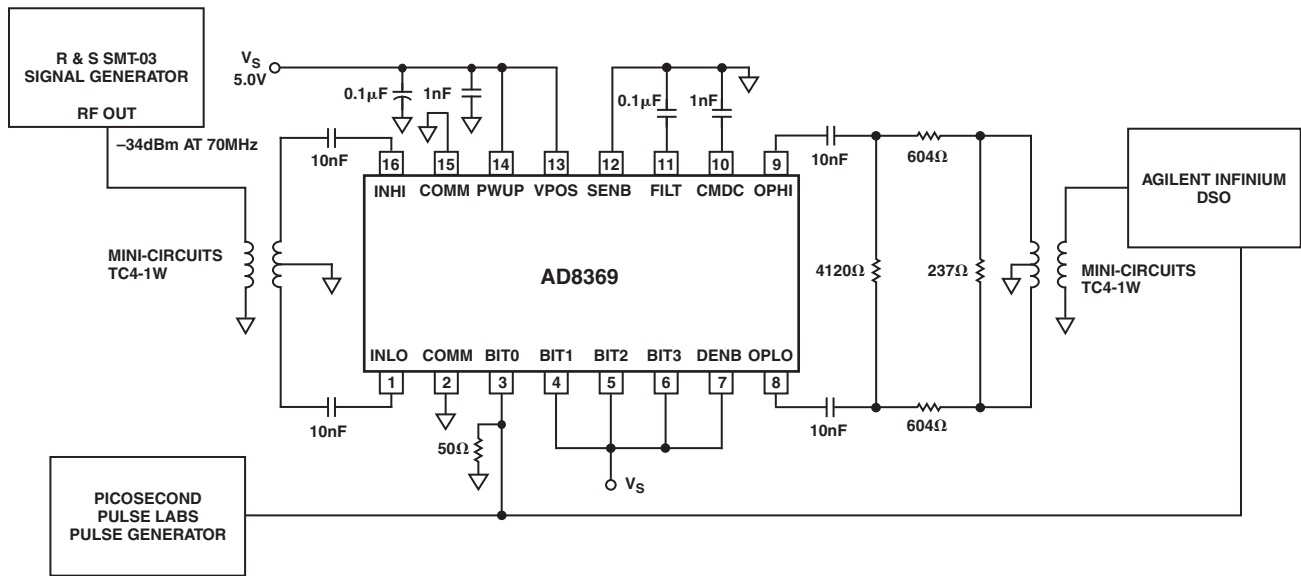 R & S SMT-03
SIGNAL GENERATOR
RF OUT
–34dBm AT 70MHz
VS
5.0V
0.1μF
1nF
0.1μF
1nF
10nF
16
15
14
13
12
11
10
9
INHI
COMM
PWUP
VPOS
SENB
FILT
CMDC
OPHI
10nF
604Ω
AGILENT INFINIUM
DSO
MINI-CIRCUITS
TC4-1W
AD8369
4120Ω
237Ω
MINI-CIRCUITS
TC4-1W
INLO
COMM
BIT0
BIT1
BIT2
BIT3
DENB
OPLO
1
2
3
4
5
6
7
8
10nF
10nF
604Ω
50Ω
VS
PICOSECOND
PULSE LABS
PULSE GENERATOR